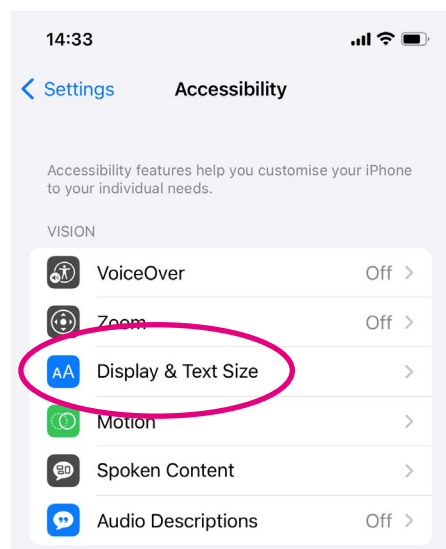 14:33
Settings Accessibility
Accessibility features help you customise your iPhone
to your individual needs.
VISION
VoiceOver Off
Zoom Off
AA Display & Text Size
Motion
Spoken Content
Audio Descriptions Off